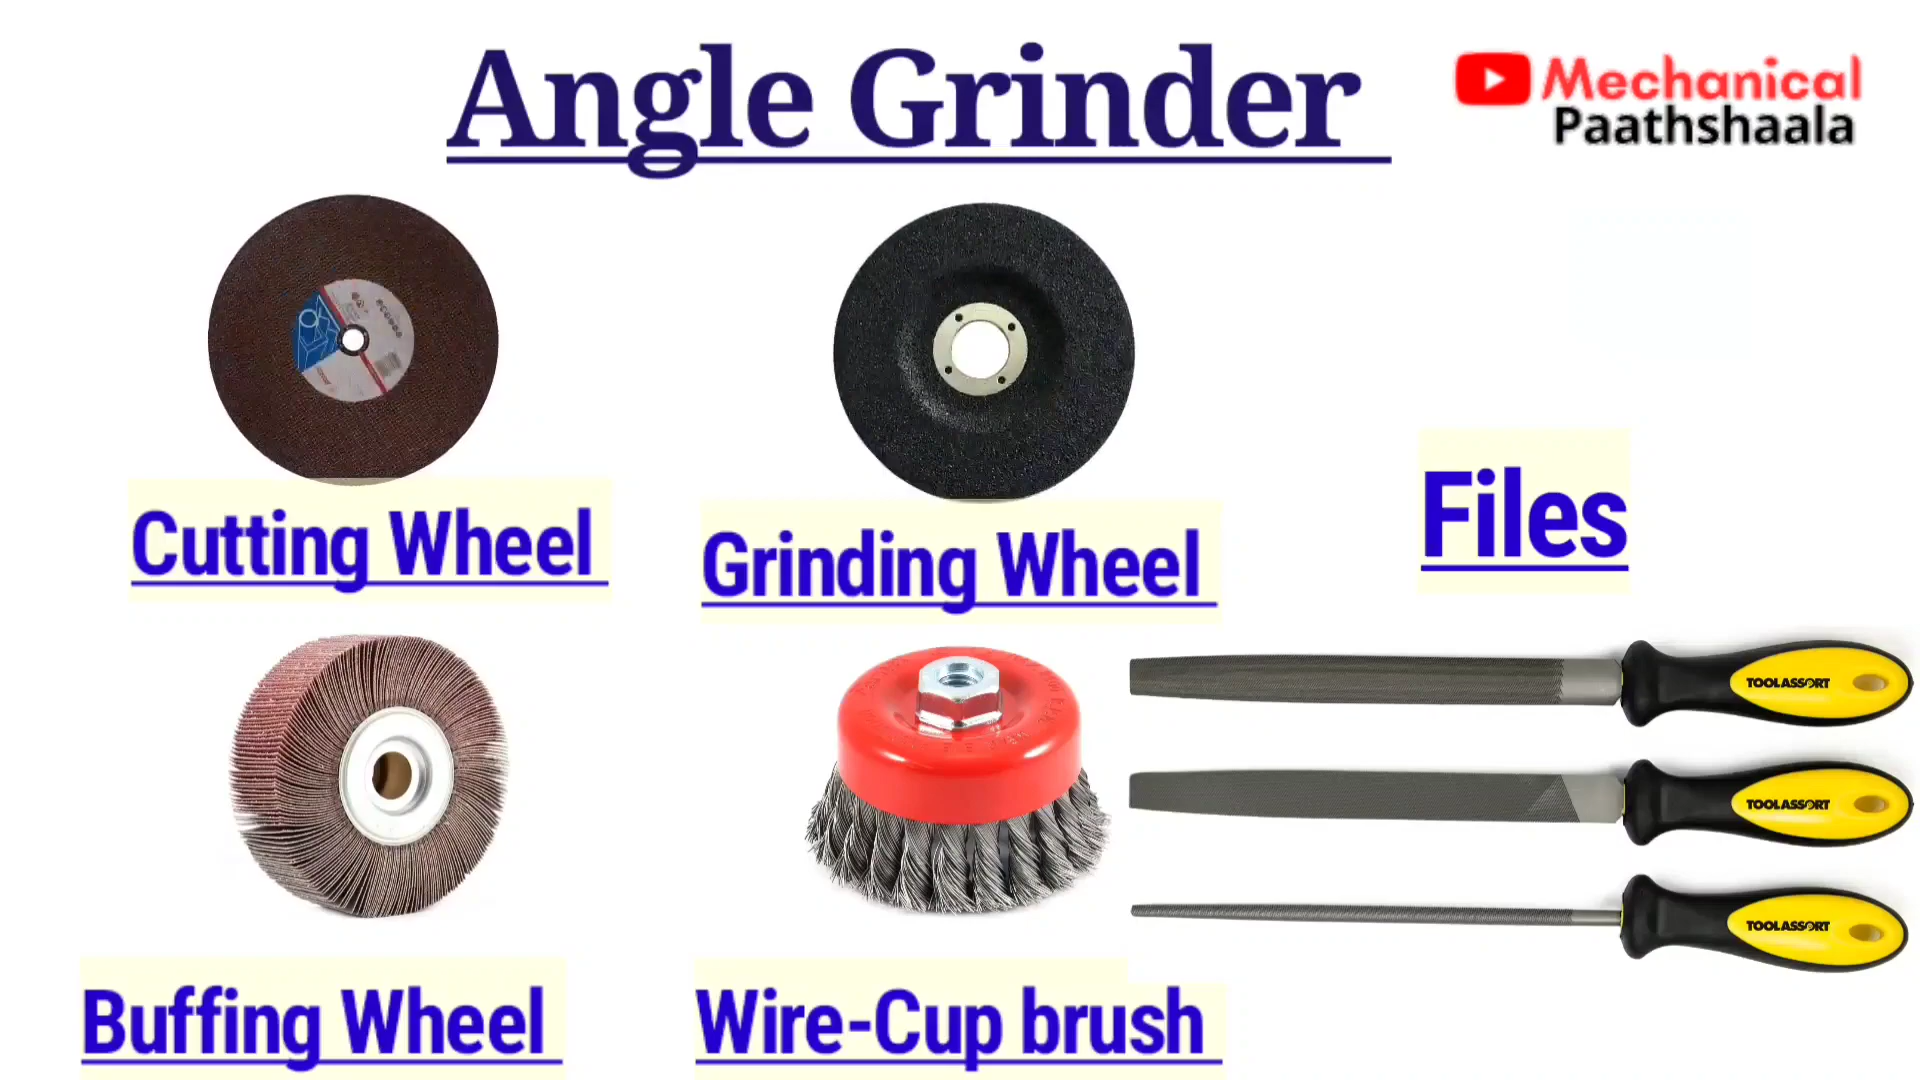 Angle Grinder
Mechanical
Paathshaala
Cutting Wheel
Grinding Wheel
Files
TOOLASSORT
TOOLASSORT
TOOLASSORT
Buffing Wheel
Wire-Cup brush